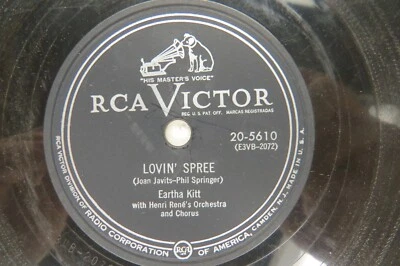 "HIS MASTER'S VOICE"
RCA VICTOR
REG. U.S. PAT. OFF. MARCAS REGISTRADAS
20-5610
(E3VB-2072)
LOVIN' SPREE
(Joan Javits-Phil Springer)
Eartha Kitt
with Henri René's Orchestra
and Chorus
RCA VICTOR DIVISION OF RADIO CORPORATION OF AMERICA, CAMDEN, N.J. MADE IN U.S.A.
RCA